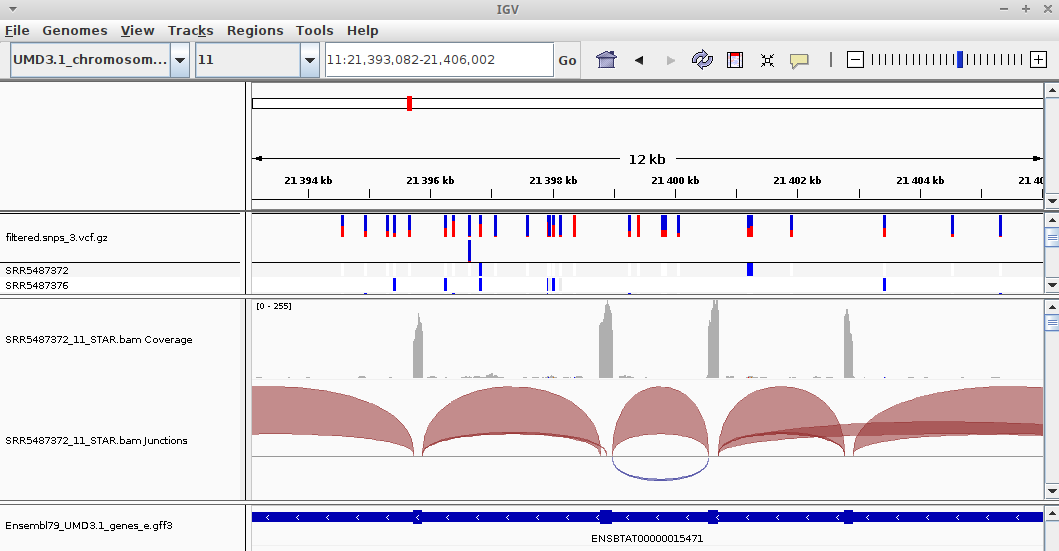 IGV
File Genomes View Tracks Regions Tools Help
UMD3.1_chromosom... 11 11:21,393,082-21,406,002 Go
12 kb
21 394 kb 21 396 kb 21 398 kb 21 400 kb 21 402 kb 21 404 kb 21 40
filtered.snps_3.vcf.gz
SRR5487372
SRR5487376
[0 - 255]
SRR5487372_11_STAR.bam Coverage
SRR5487372_11_STAR.bam Junctions
Ensembl79_UMD3.1_genes_e.gff3
ENSBTAT00000015471